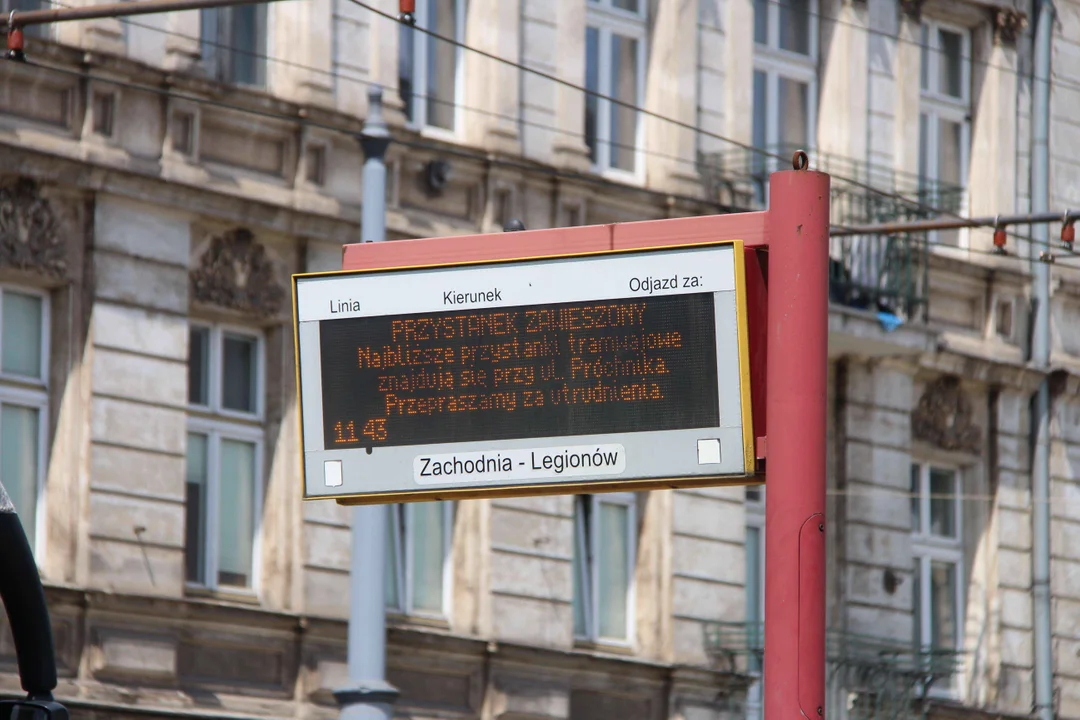 Linia Kierunek Odjazd za:
PRZYSTANEK ZAWIESZONY
Najbliższe przystanki tramwajowe
znajdują się przy ul. Próchnika.
Przepraszamy za utrudnienia.
11 43
Zachodnia - Legionów